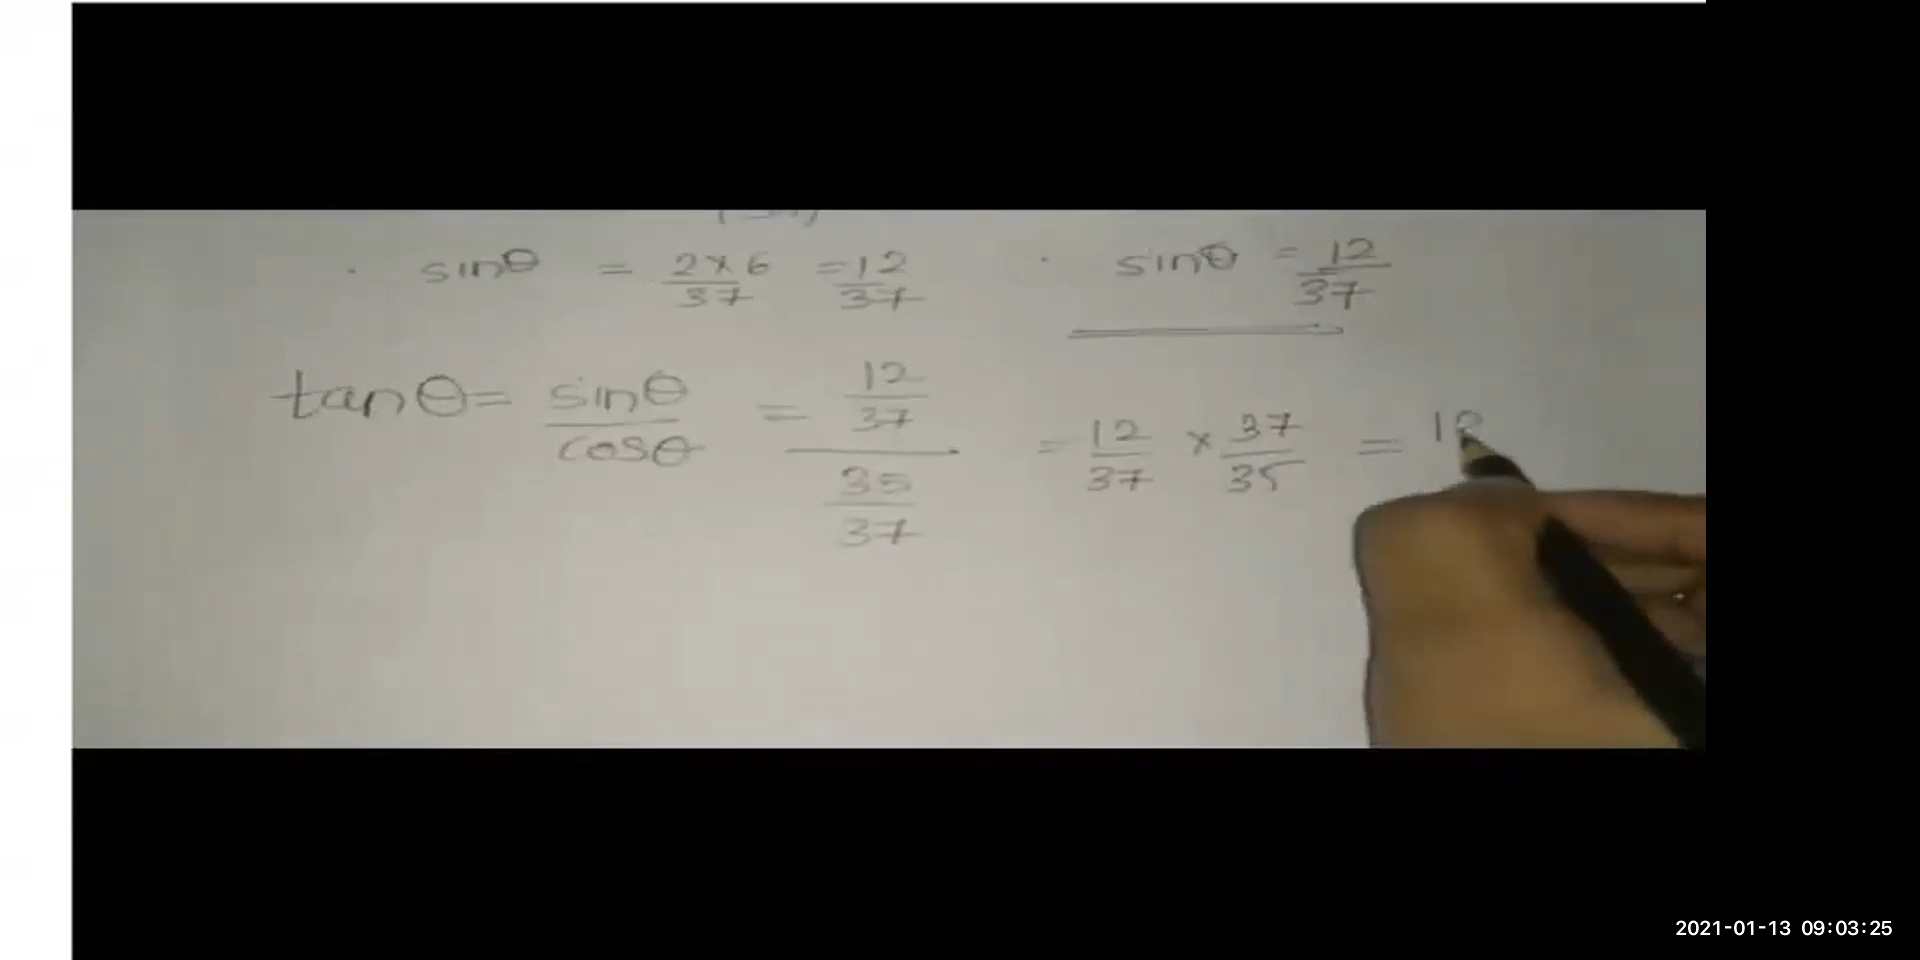 . sinθ = 2×6/37 = 12/37 . sinθ = 12/37
tanθ = sinθ/cosθ = 12/37 / 35/37 = 12/37 × 37/35 =
2021-01-13 09:03:25